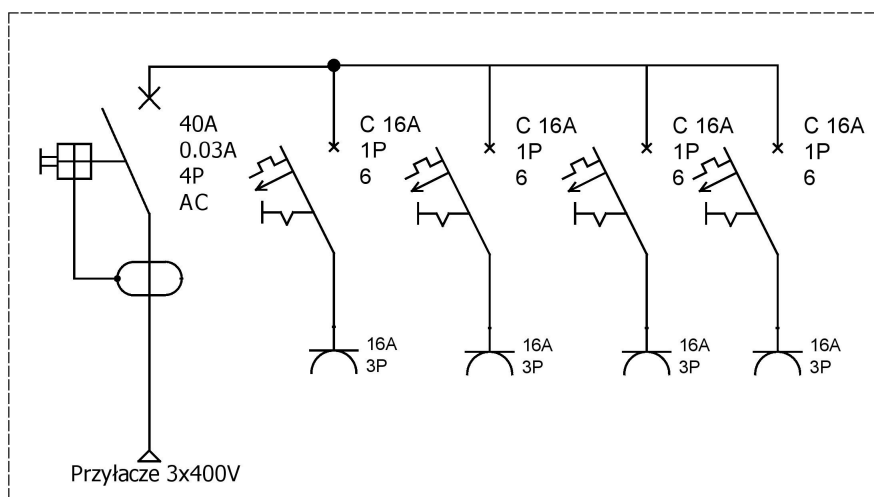 40A
0.03A
4P
AC
C 16A
1P
6
C 16A
1P
6
C 16A
1P
6
C 16A
1P
6
16A
3P
16A
3P
16A
3P
16A
3P
Przyłacze 3x400V